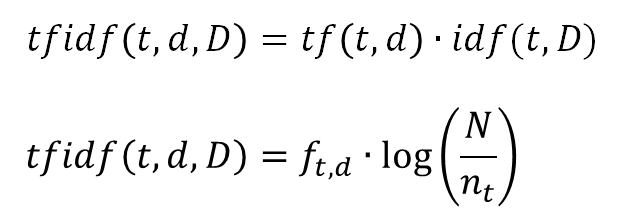 tfidf(t,d,D) = tf(t,d) · idf(t,D)
tfidf(t,d,D) = f_{t,d} · log(N/n_t)